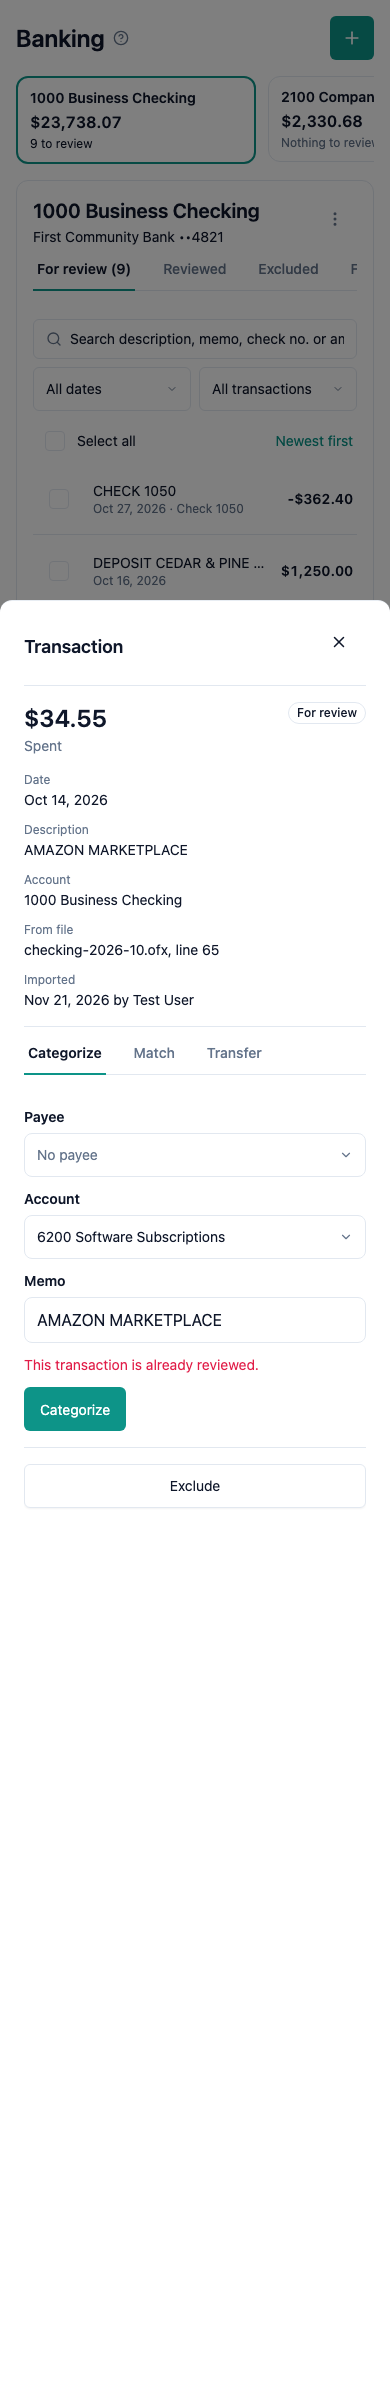 Banking
1000 Business Checking
$23,738.07
9 to review
2100 Compan
$2,330.68
Nothing to review
1000 Business Checking
First Community Bank ••4821
For review (9) Reviewed Excluded F
Search description, memo, check no. or am
All dates All transactions
Select all Newest first
CHECK 1050 -$362.40
Oct 27, 2026 · Check 1050
DEPOSIT CEDAR & PINE ... $1,250.00
Oct 16, 2026
Transaction
$34.55 For review
Spent
Date
Oct 14, 2026
Description
AMAZON MARKETPLACE
Account
1000 Business Checking
From file
checking-2026-10.ofx, line 65
Imported
Nov 21, 2026 by Test User
Categorize Match Transfer
Payee
No payee
Account
6200 Software Subscriptions
Memo
AMAZON MARKETPLACE
This transaction is already reviewed.
Categorize
Exclude